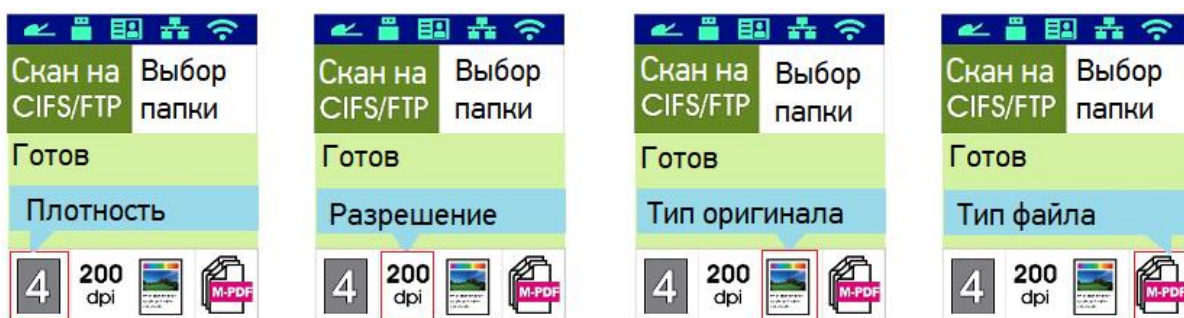 Скан на
CIFS/FTP
Выбор
папки
Готов
Плотность
4
200
dpi
M-PDF
Скан на
CIFS/FTP
Выбор
папки
Готов
Разрешение
4
200
dpi
M-PDF
Скан на
CIFS/FTP
Выбор
папки
Готов
Тип оригинала
4
200
dpi
M-PDF
Скан на
CIFS/FTP
Выбор
папки
Готов
Тип файла
4
200
dpi
M-PDF